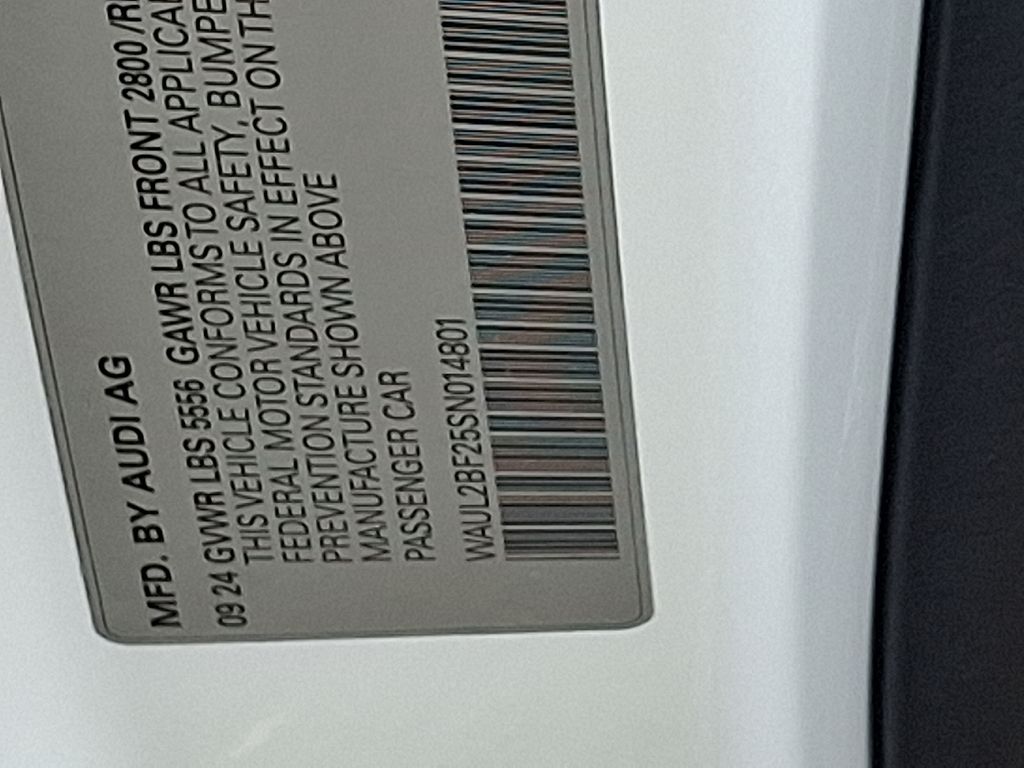 MFD. BY AUDI AG
09 24 GWWR LBS 5556 GAWR LBS FRONT 2800 /R
THIS VEHICLE CONFORMS TO ALL APPLICA
FEDERAL MOTOR VEHICLE SAFETY, BUMPE
PREVENTION STANDARDS IN EFFECT ON TH
MANUFACTURE SHOWN ABOVE
PASSENGER CAR
WAUL2BF25SN014801